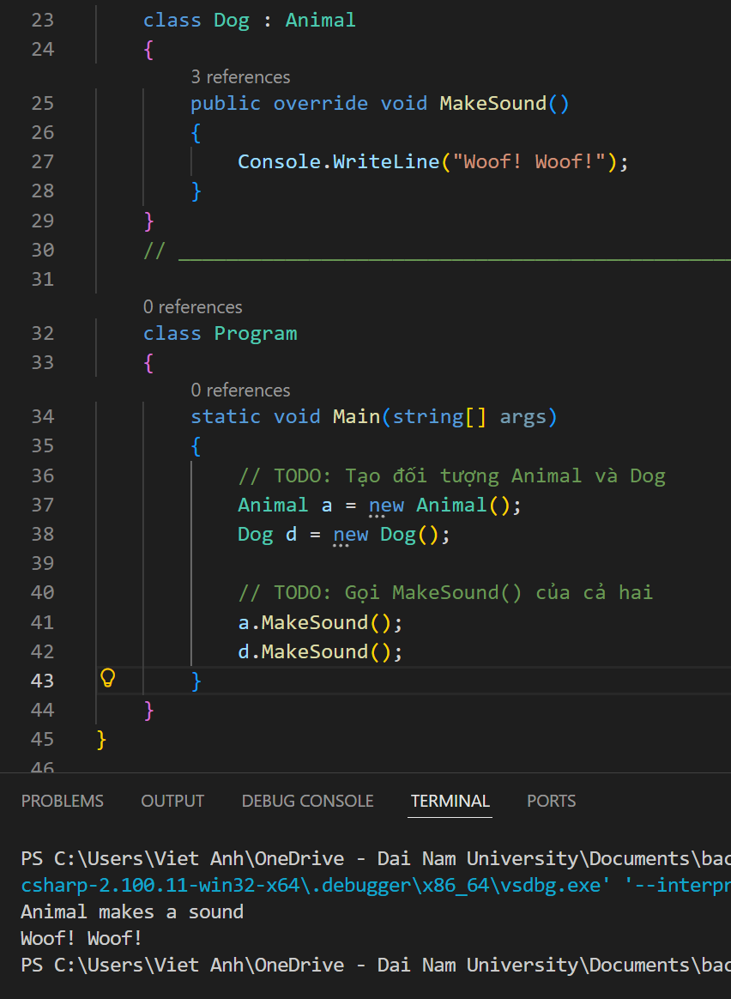 23 class Dog : Animal
24 {
3 references
25 public override void MakeSound()
26 {
27 Console.WriteLine("Woof! Woof!");
28 }
29 }
30 // _______________________________________________
31
0 references
32 class Program
33 {
0 references
34 static void Main(string[] args)
35 {
36 // TODO: Tạo đối tượng Animal và Dog
37 Animal a = new Animal();
38 Dog d = new Dog();
39
40 // TODO: Gọi MakeSound() của cả hai
41 a.MakeSound();
42 d.MakeSound();
43 }
44 }
45 }
46
PROBLEMS OUTPUT DEBUG CONSOLE TERMINAL PORTS
PS C:\Users\Viet Anh\OneDrive - Dai Nam University\Documents\bac
csharp-2.100.11-win32-x64\.debugger\x86_64\vsdbg.exe' '--interpr
Animal makes a sound
Woof! Woof!
PS C:\Users\Viet Anh\OneDrive - Dai Nam University\Documents\bac